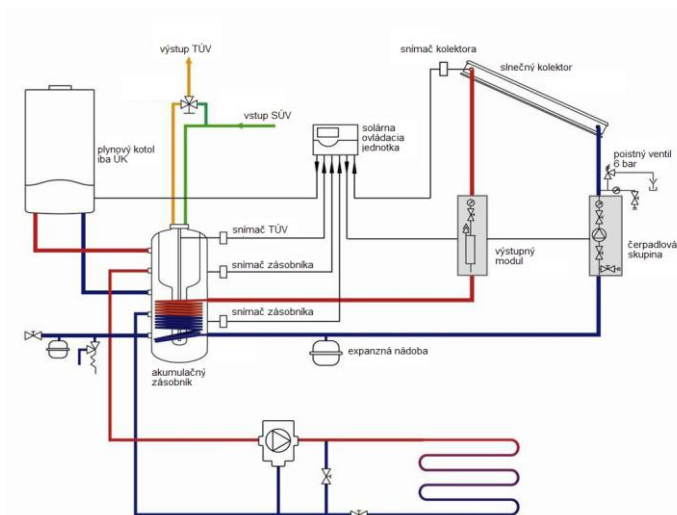 výstup TÚV
snímač kolektora
slnečný kolektor
vstup SÚV
solárna
ovládacia
jednotka
plynový kotol
iba ÚK
poistný ventil
6 bar
snímač TÚV
výstupný
modul
čerpadlová
skupina
snímač zásobníka
snímač zásobníka
expanzná nádoba
akumulačný
zásobník